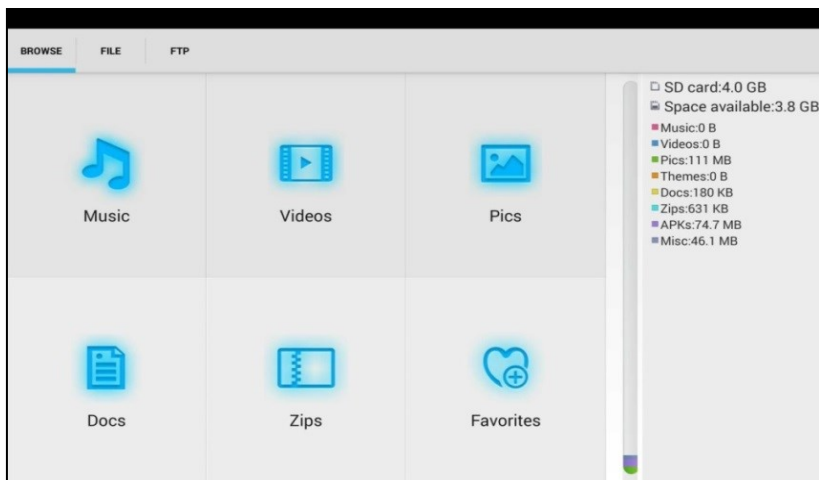 BROWSE FILE FTP
Music Videos Pics
Docs Zips Favorites
SD card:4.0 GB
Space available:3.8 GB
Music:0 B
Videos:0 B
Pics:111 MB
Themes:0 B
Docs:180 KB
Zips:631 KB
APKs:74.7 MB
Misc:46.1 MB